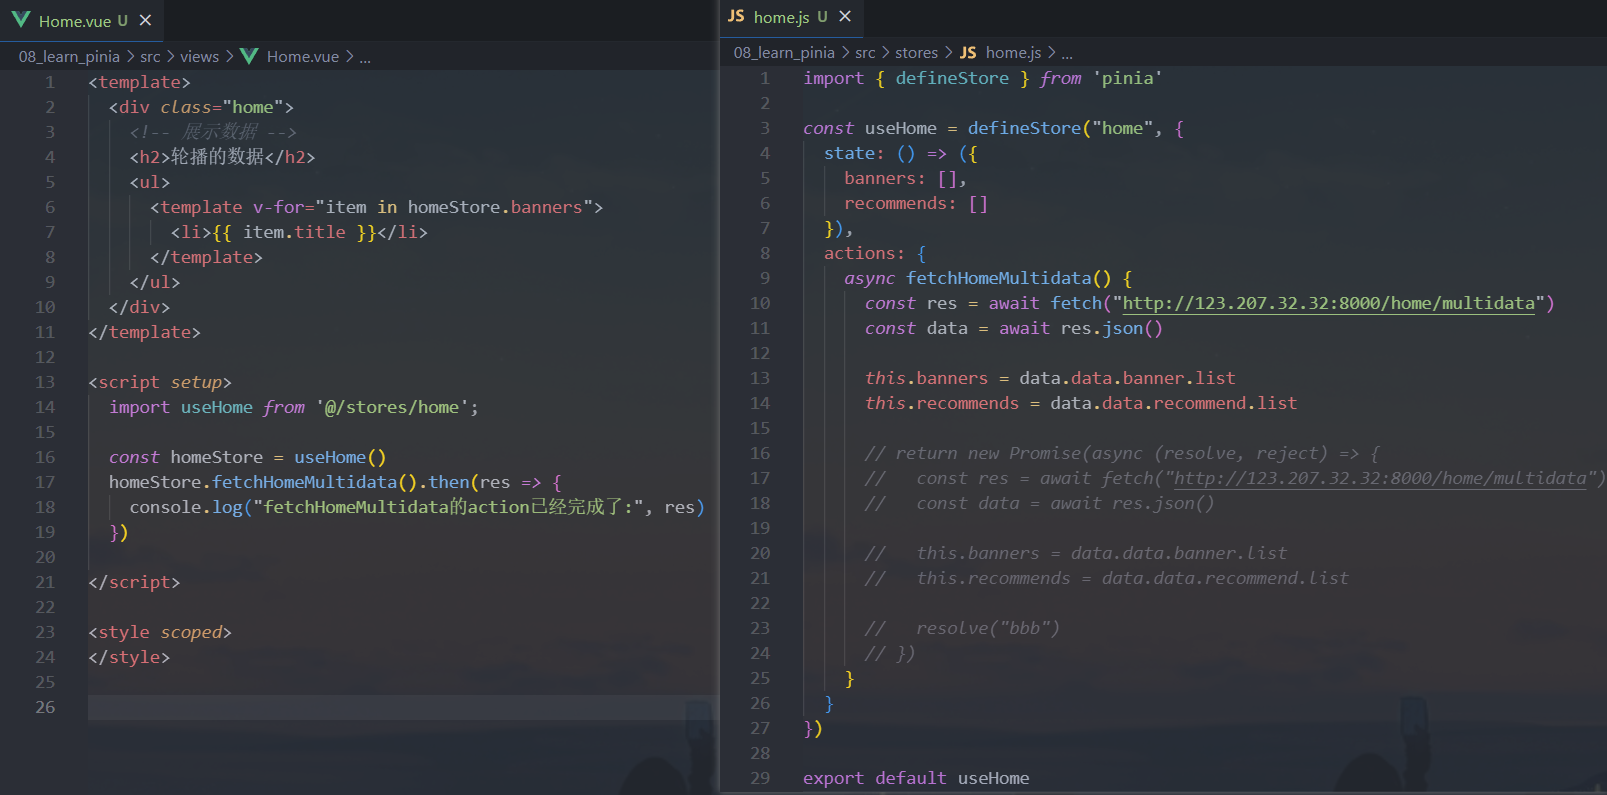 Home.vue U ×
08_learn_pinia > src > views > Home.vue > ...
1 <template>
2 <div class="home">
3 <!-- 展示数据 -->
4 <h2>轮播的数据</h2>
5 <ul>
6 <template v-for="item in homeStore.banners">
7 <li>{{ item.title }}</li>
8 </template>
9 </ul>
10 </div>
11 </template>
12
13 <script setup>
14 import useHome from '@/stores/home';
15
16 const homeStore = useHome()
17 homeStore.fetchHomeMultidata().then(res => {
18 console.log("fetchHomeMultidata的action已经完成了:", res)
19 })
20
21 </script>
22
23 <style scoped>
24 </style>
25
26
JS home.js U ×
08_learn_pinia > src > stores > JS home.js > ...
1 import { defineStore } from 'pinia'
2
3 const useHome = defineStore("home", {
4 state: () => ({
5 banners: [],
6 recommends: []
7 }),
8 actions: {
9 async fetchHomeMultidata() {
10 const res = await fetch("http://123.207.32.32:8000/home/multidata")
11 const data = await res.json()
12
13 this.banners = data.data.banner.list
14 this.recommends = data.data.recommend.list
15
16 // return new Promise(async (resolve, reject) => {
17 // const res = await fetch("http://123.207.32.32:8000/home/multidata")
18 // const data = await res.json()
19
20 // this.banners = data.data.banner.list
21 // this.recommends = data.data.recommend.list
22
23 // resolve("bbb")
24 // })
25 }
26 }
27 })
28
29 export default useHome